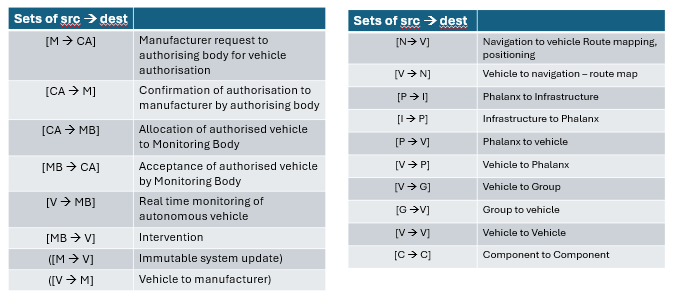 Sets of src → dest
[M → CA] Manufacturer request to
authorising body for vehicle
authorisation
[CA → M] Confirmation of authorisation to
manufacturer by authorising body
[CA → MB] Allocation of authorised vehicle
to Monitoring Body
[MB → CA] Acceptance of authorised vehicle
by Monitoring Body
[V → MB] Real time monitoring of
autonomous vehicle
[MB → V] Intervention
([M → V] Immutable system update)
([V → M] Vehicle to manufacturer)
Sets of src → dest
[N→ V] Navigation to vehicle Route mapping,
positioning
[V → N] Vehicle to navigation – route map
[P → I] Phalanx to Infrastructure
[I → P] Infrastructure to Phalanx
[P → V] Phalanx to vehicle
[V → P] Vehicle to Phalanx
[V → G] Vehicle to Group
[G →V] Group to vehicle
[V → V] Vehicle to Vehicle
[C → C] Component to Component